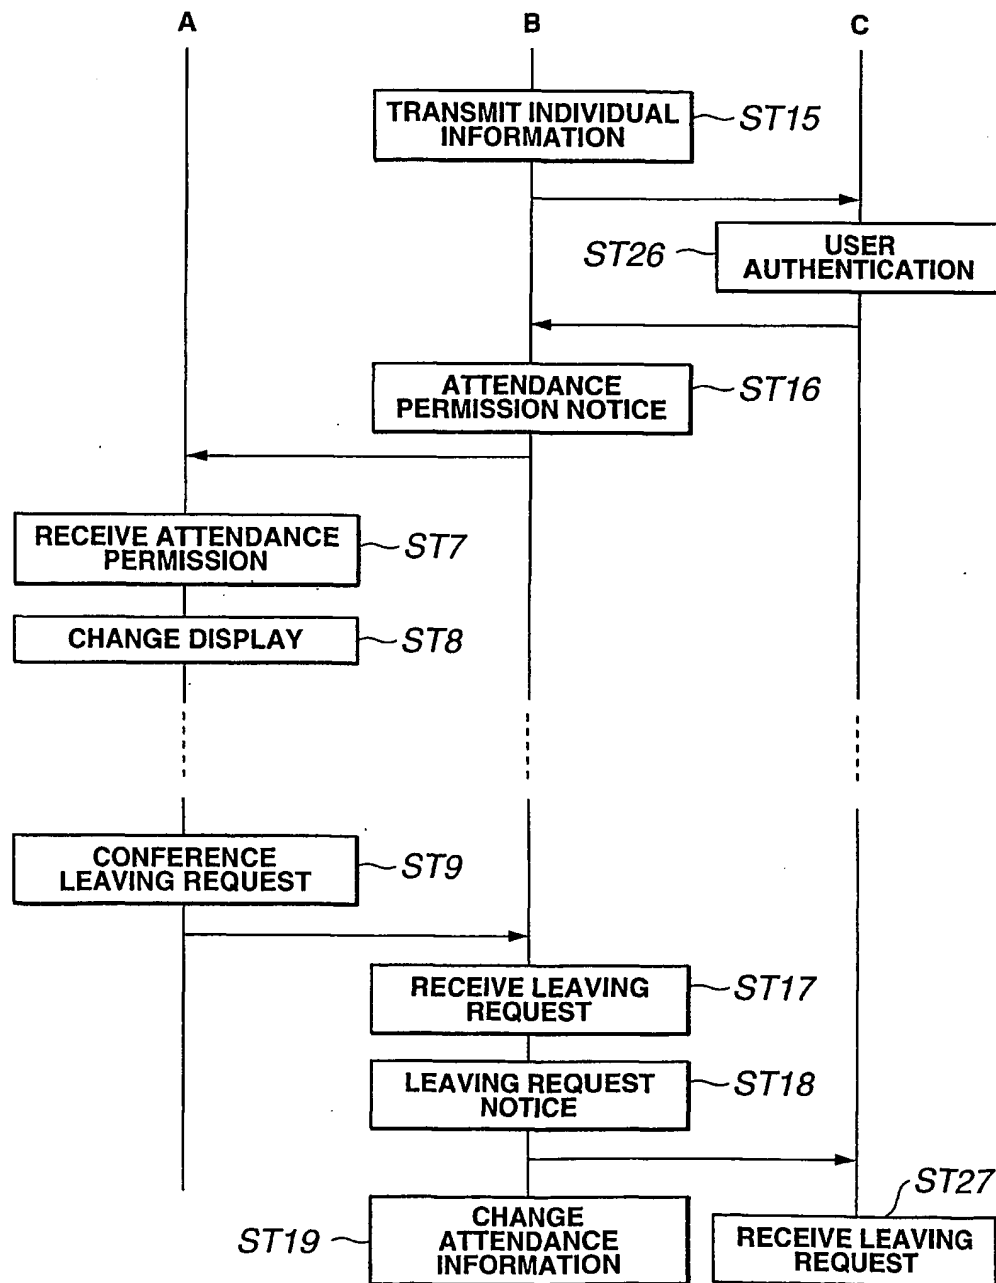 A
B
C
TRANSMIT INDIVIDUAL
INFORMATION
ST15
ST26
USER
AUTHENTICATION
ATTENDANCE
PERMISSION NOTICE
ST16
RECEIVE ATTENDANCE
PERMISSION
ST7
CHANGE DISPLAY
ST8
CONFERENCE
LEAVING REQUEST
ST9
RECEIVE LEAVING
REQUEST
ST17
LEAVING REQUEST
NOTICE
ST18
ST19
CHANGE
ATTENDANCE
INFORMATION
ST27
RECEIVE LEAVING
REQUEST